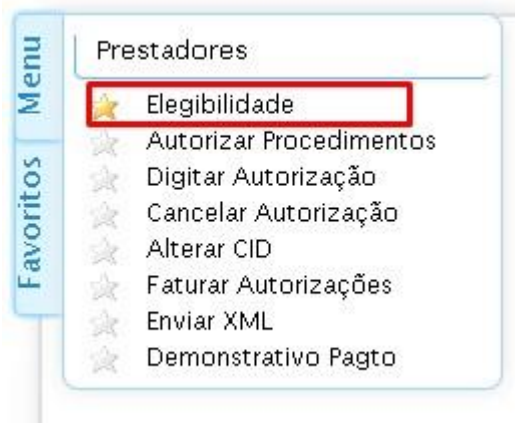 Menu
Favoritos
Prestadores
Elegibilidade
Autorizar Procedimentos
Digitar Autorização
Cancelar Autorização
Alterar CID
Faturar Autorizações
Enviar XML
Demonstrativo Pagto